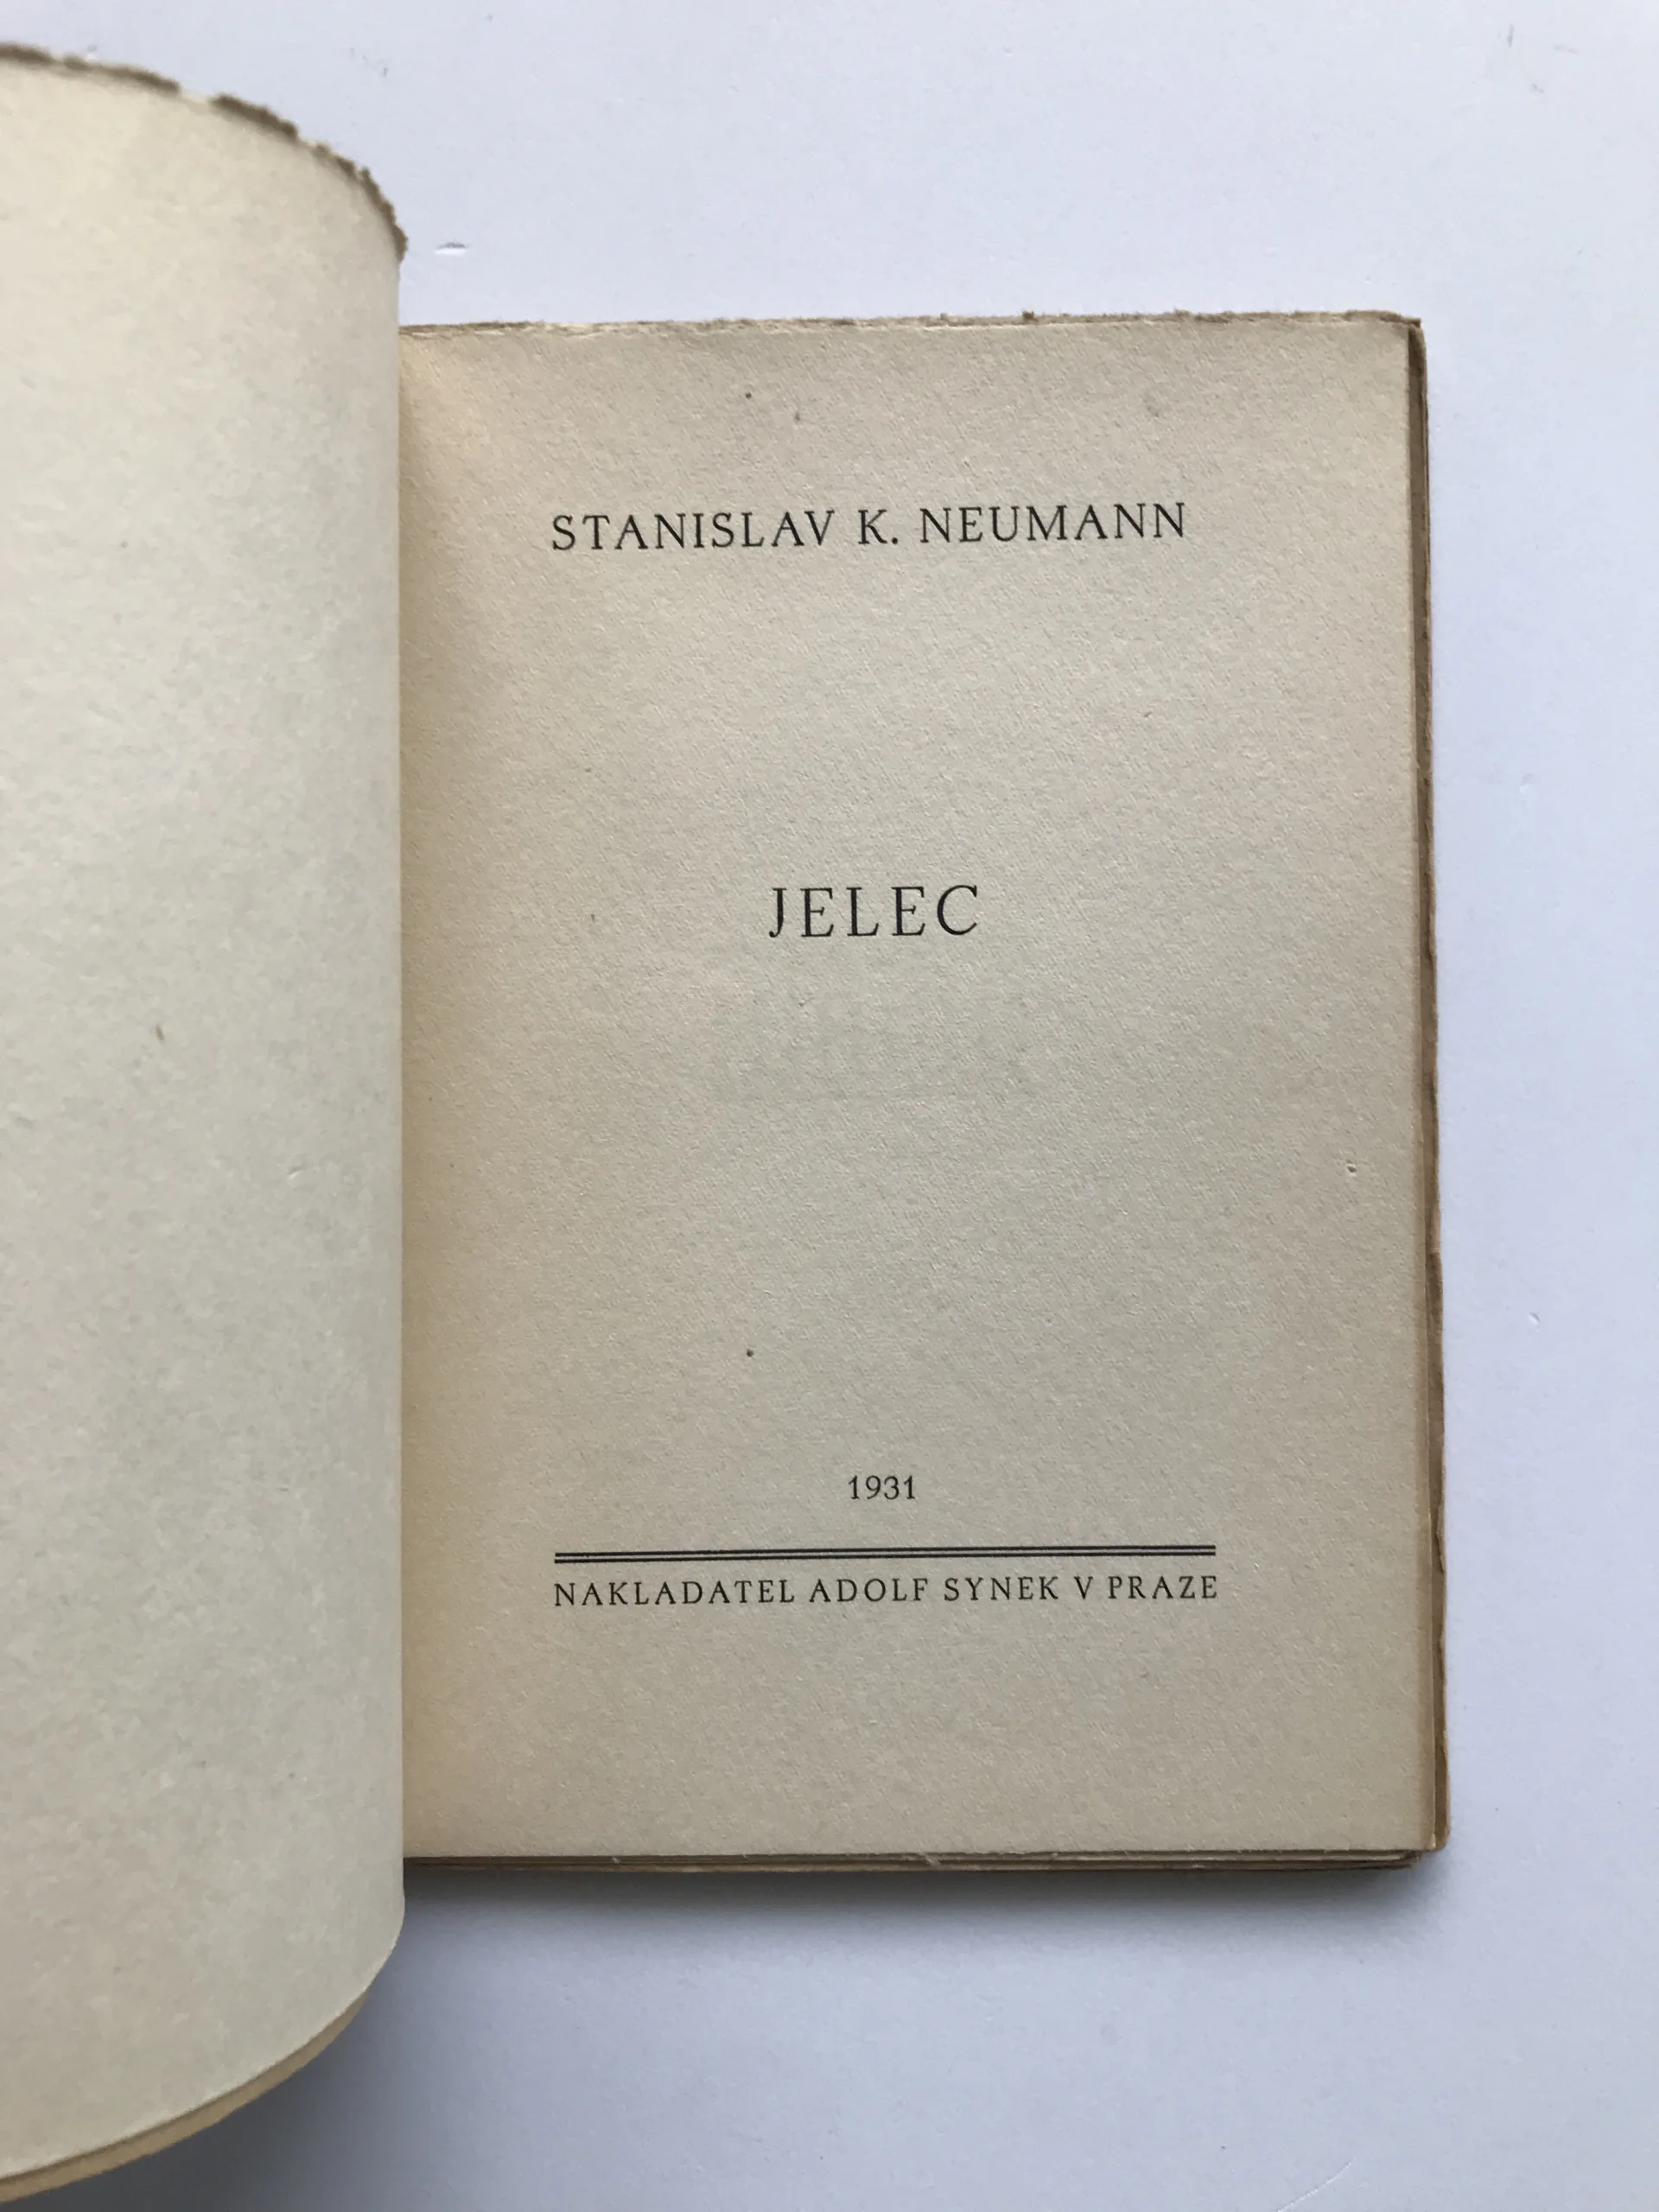 STANISLAV K. NEUMANN
JELEC
1931
NAKLADATEL ADOLF SYNEK V PRAZE